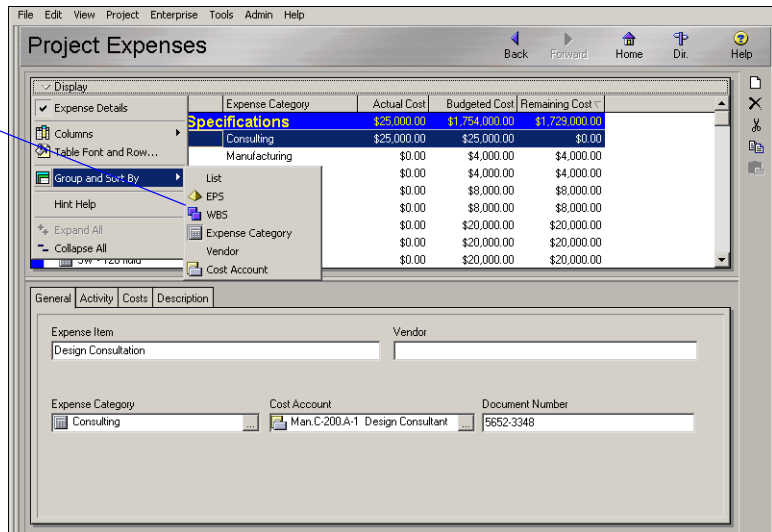 File Edit View Project Enterprise Tools Admin Help
Project Expenses
Back Forward Home Dir. Help
Display
Expense Category Actual Cost Budgeted Cost Remaining Cost
Specifications $25,000.00 $1,754,000.00 $1,729,000.00
Consulting $25,000.00 $25,000.00 $0.00
Manufacturing $0.00 $4,000.00 $4,000.00
$0.00 $4,000.00 $4,000.00
$0.00 $8,000.00 $8,000.00
$0.00 $8,000.00 $8,000.00
$0.00 $20,000.00 $20,000.00
$0.00 $20,000.00 $20,000.00
$0.00 $20,000.00 $20,000.00
Expense Details
Columns
Table Font and Row...
Group and Sort By
Hint Help
Expand All
Collapse All
List
EPS
WBS
Expense Category
Vendor
Cost Account
General Activity Costs Description
Expense Item Vendor
Design Consultation
Expense Category Cost Account Document Number
Consulting ... Man.C-200.A-1 Design Consultant ... 5652-3348